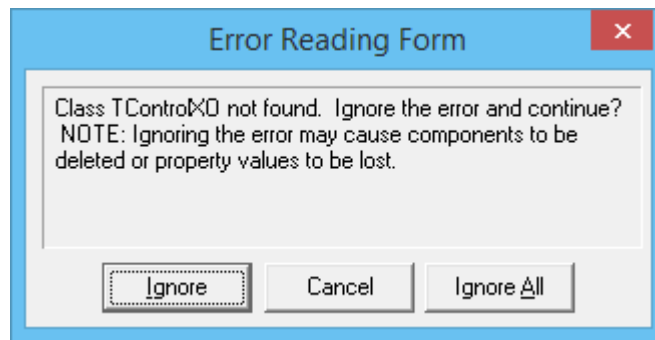 Error Reading Form
Class TControlXO not found. Ignore the error and continue?
NOTE: Ignoring the error may cause components to be
deleted or property values to be lost.
Ignore
Cancel
Ignore All